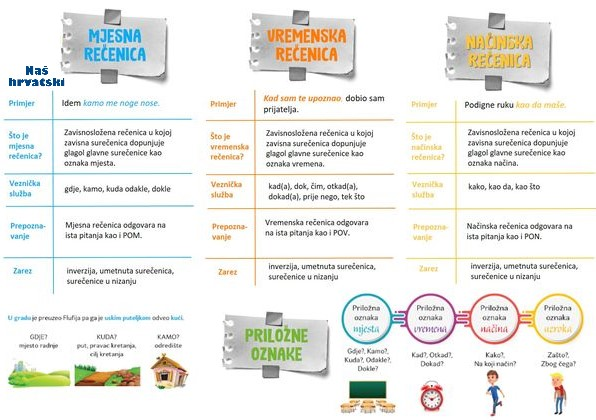 Naš
hrvatski
MJESNA
REČENICA
Primjer
Idem kamo me noge nose.
Što je
mjesna
rečenica?
Zavisnosložena rečenica u kojoj
zavisna surečenica dopunjuje
glagol glavne surečenice kao
oznaka mjesta.
Veznička
služba
gdje, kamo, kuda odakle, dokle
Prepozna-
vanje
Mjesna rečenica odgovara na
ista pitanja kao i POM.
Zarez
inverzija, umetnuta surečenica,
surečenice u nizanju
VREMENSKA
REČENICA
Primjer
Kad sam te upoznao, dobio sam
prijatelja.
Što je
vremenska
rečenica?
Zavisnosložena rečenica u kojoj
zavisna surečenica dopunjuje
glagol glavne surečenice kao
oznaka vremena.
Veznička
služba
kad(a), dok, čim, otkad(a),
dokad(a), prije nego, tek što
Prepozna-
vanje
Vremenska rečenica odgovara
na ista pitanja kao i POV.
Zarez
inverzija, umetnuta surečenica,
surečenice u nizanju
NAČINSKA
REČENICA
Primjer
Podigne ruku kao da maše.
Što je
načinska
rečenica?
Zavisnosložena rečenica u kojoj
zavisna surečenica dopunjuje
glagol glavne surečenice kao
oznaka načina.
Veznička
služba
kako, kao da, kao što
Prepozna-
vanje
Načinska rečenica odgovara na
ista pitanja kao i PON.
Zarez
inverzija, umetnuta surečenica,
surečenice u nizanju
U gradu je preuzeo Flufija pa ga je uskim puteljkom odveo kući.
GDJE?
mjesto radnje
KUDA?
put, pravac kretanja,
cilj kretanja
KAMO?
odredište
PRILOŽNE
OZNAKE
Priložna
oznaka
mjesta
Gdje?, Kamo?,
Kuda?, Odakle?,
Dokle?
Priložna
oznaka
vremena
Kad?, Otkad?,
Dokad?
Priložna
oznaka
načina
Kako?,
Na koji način?
Priložna
oznaka
uzroka
Zašto?,
Zbog čega?